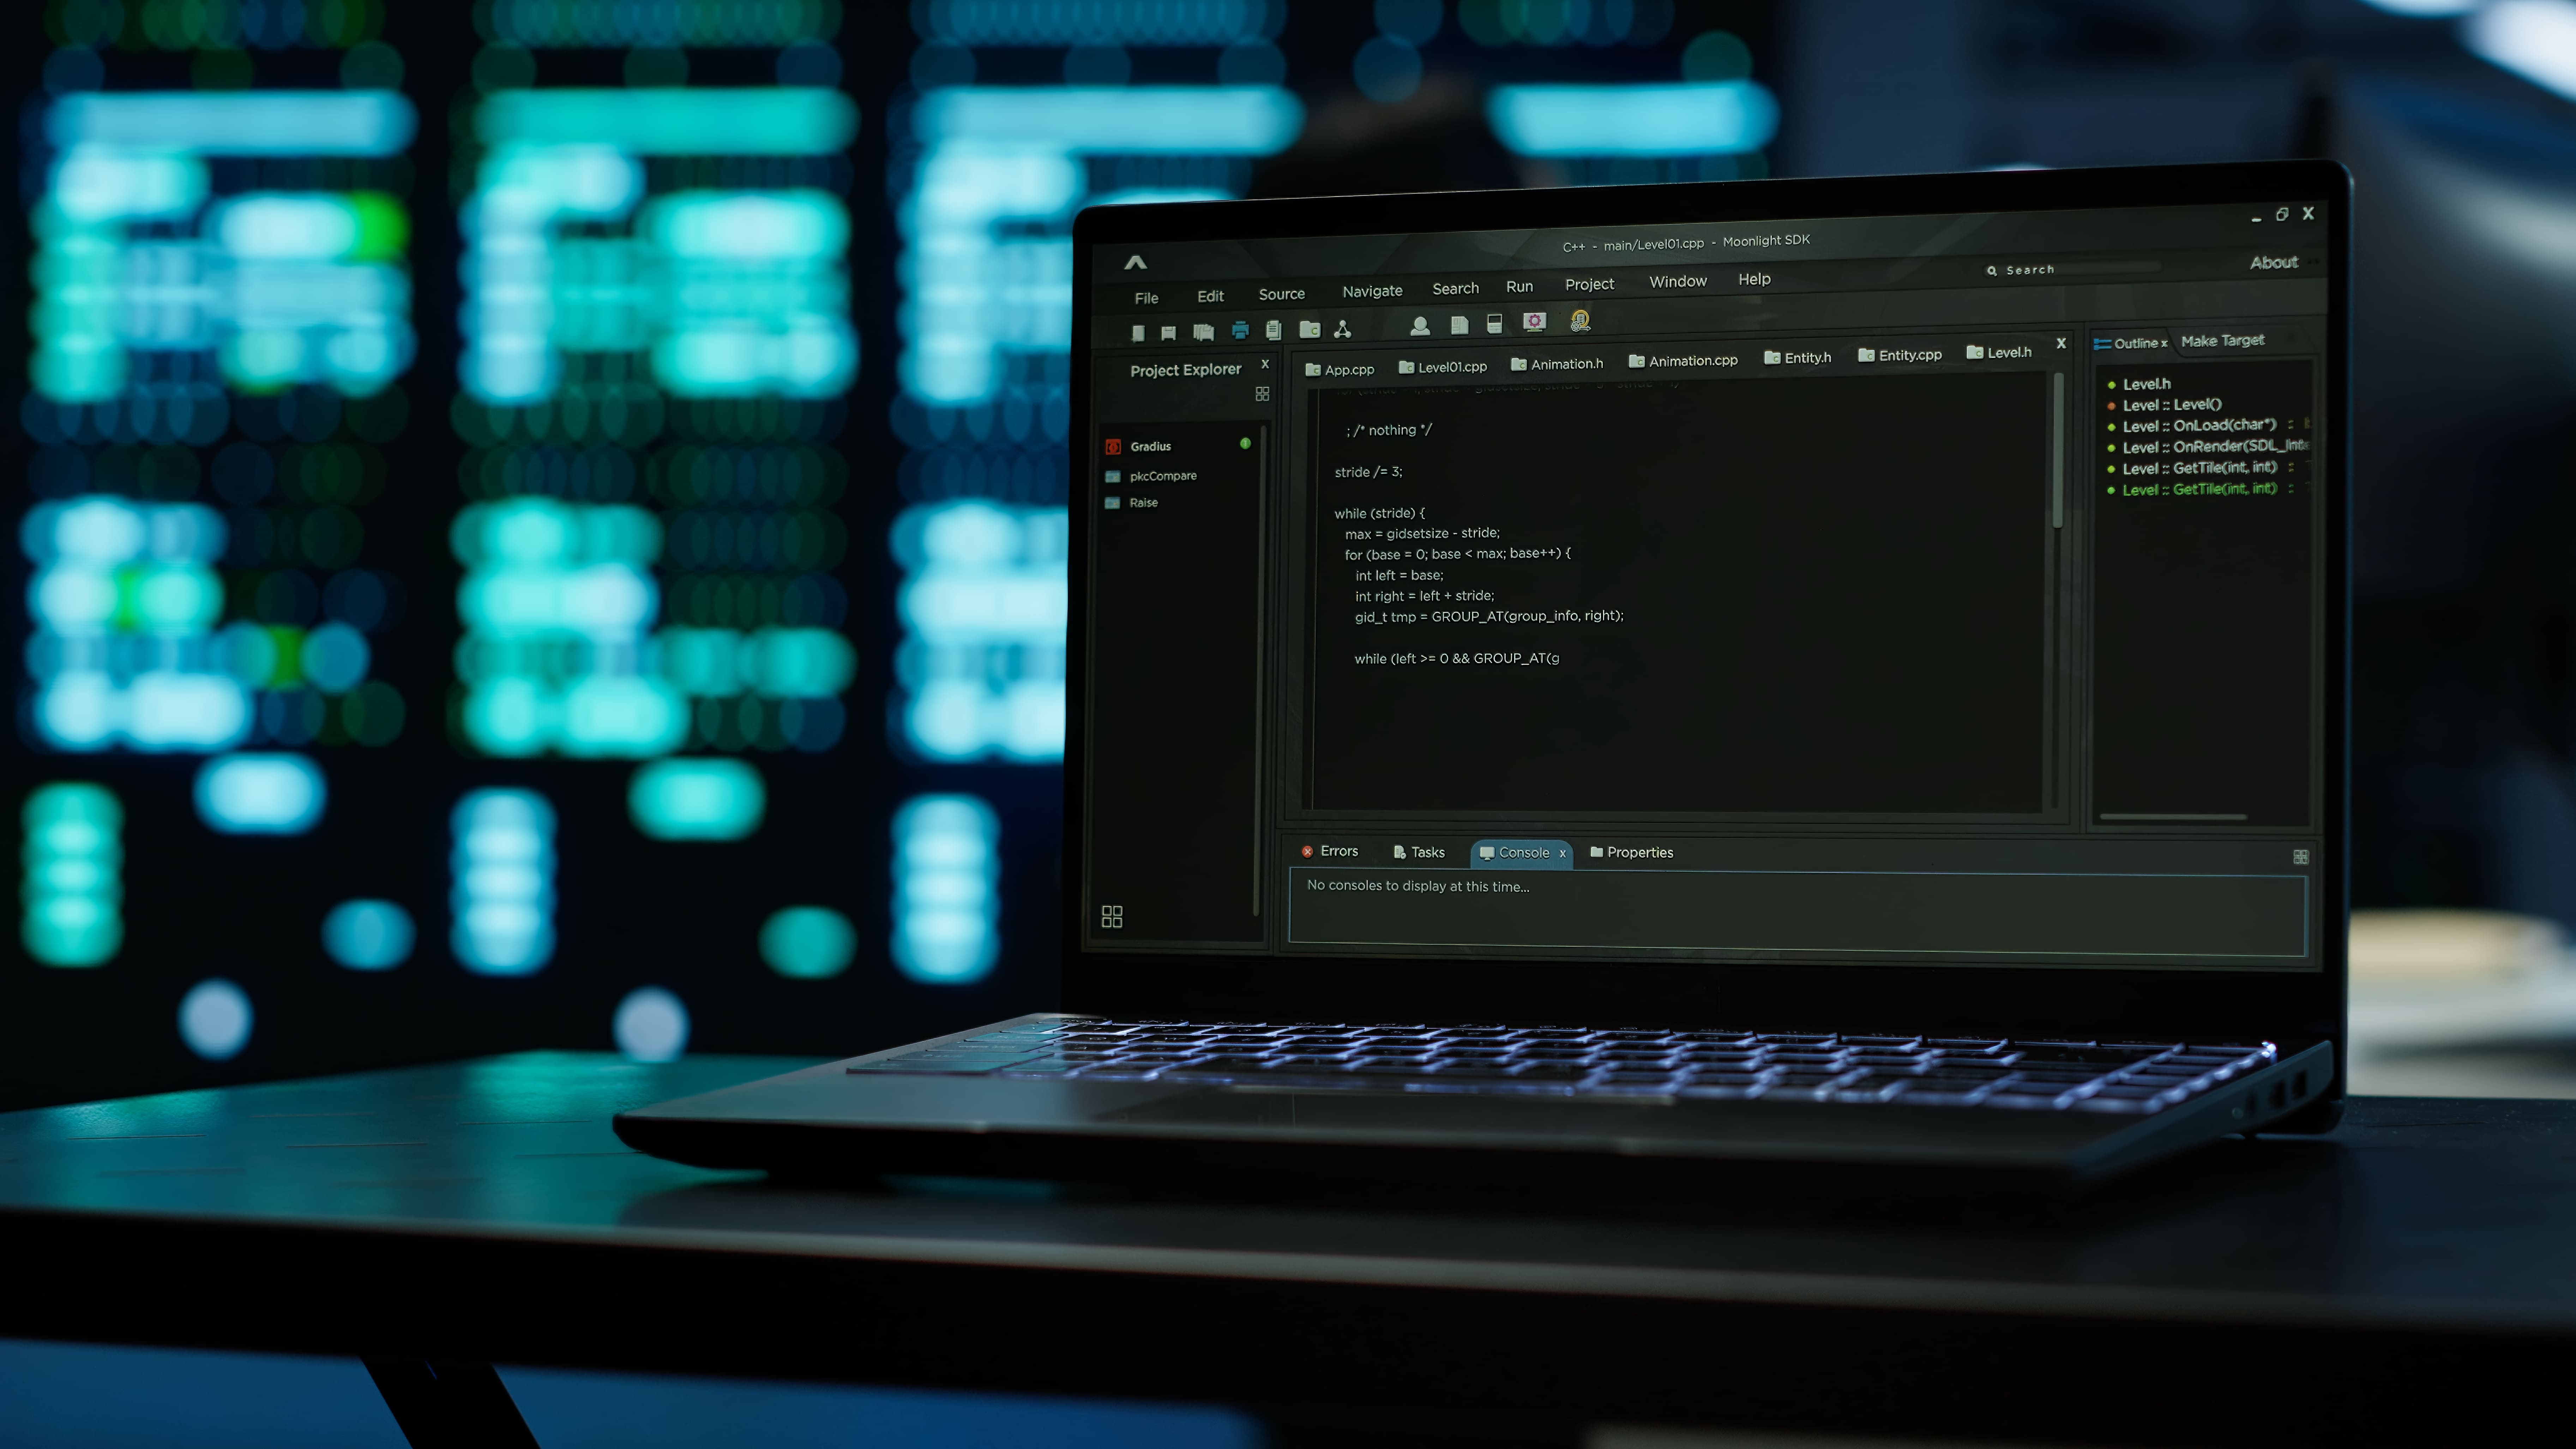 C++ - main/Level01.cpp - Moonlight SDK
File Edit Source Navigate Search Run Project Window Help
Search
About
Project Explorer
Gradius
pkcCompare
Raise
App.cpp Level01.cpp Animation.h Animation.cpp Entity.h Entity.cpp Level.h
; /* nothing */
stride /= 3;
while (stride) {
max = gidsetsize - stride;
for (base = 0; base < max; base++) {
int left = base;
int right = left + stride;
gid_t tmp = GROUP_AT(group_info, right);
while (left >= 0 && GROUP_AT(g
Outline x Make Target
Level.h
Level :: Level()
Level :: OnLoad(char*) :
Level :: OnRender(SDL_
Level :: GetTile(int, int) :
Level :: GetTile(int, int) :
Errors Tasks Console x Properties
No consoles to display at this time...